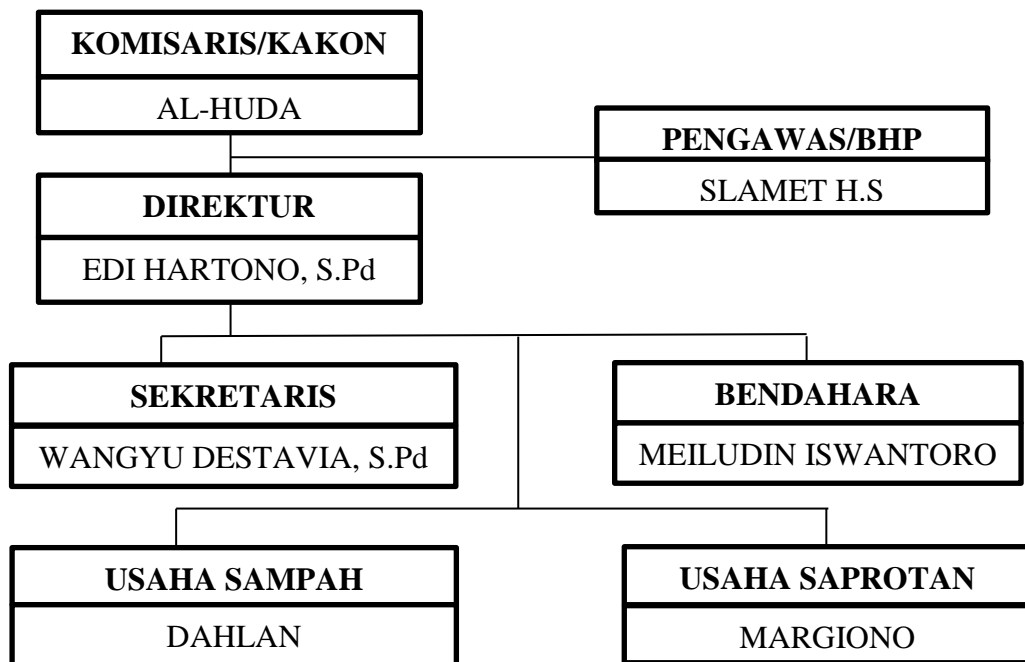 KOMISARIS/KAKON
AL-HUDA
PENGAWAS/BHP
SLAMET H.S
DIREKTUR
EDI HARTONO, S.Pd
SEKRETARIS
WANGYU DESTAVIA, S.Pd
BENDAHARA
MEILUDIN ISWANTORO
USAHA SAMPAH
DAHLAN
USAHA SAPROTAN
MARGIONO